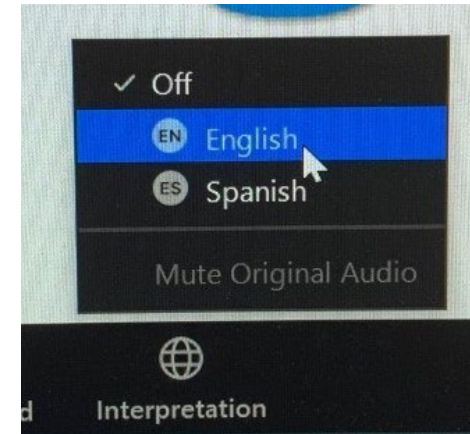 Off
EN English
ES Spanish
Mute Original Audio
d Interpretation